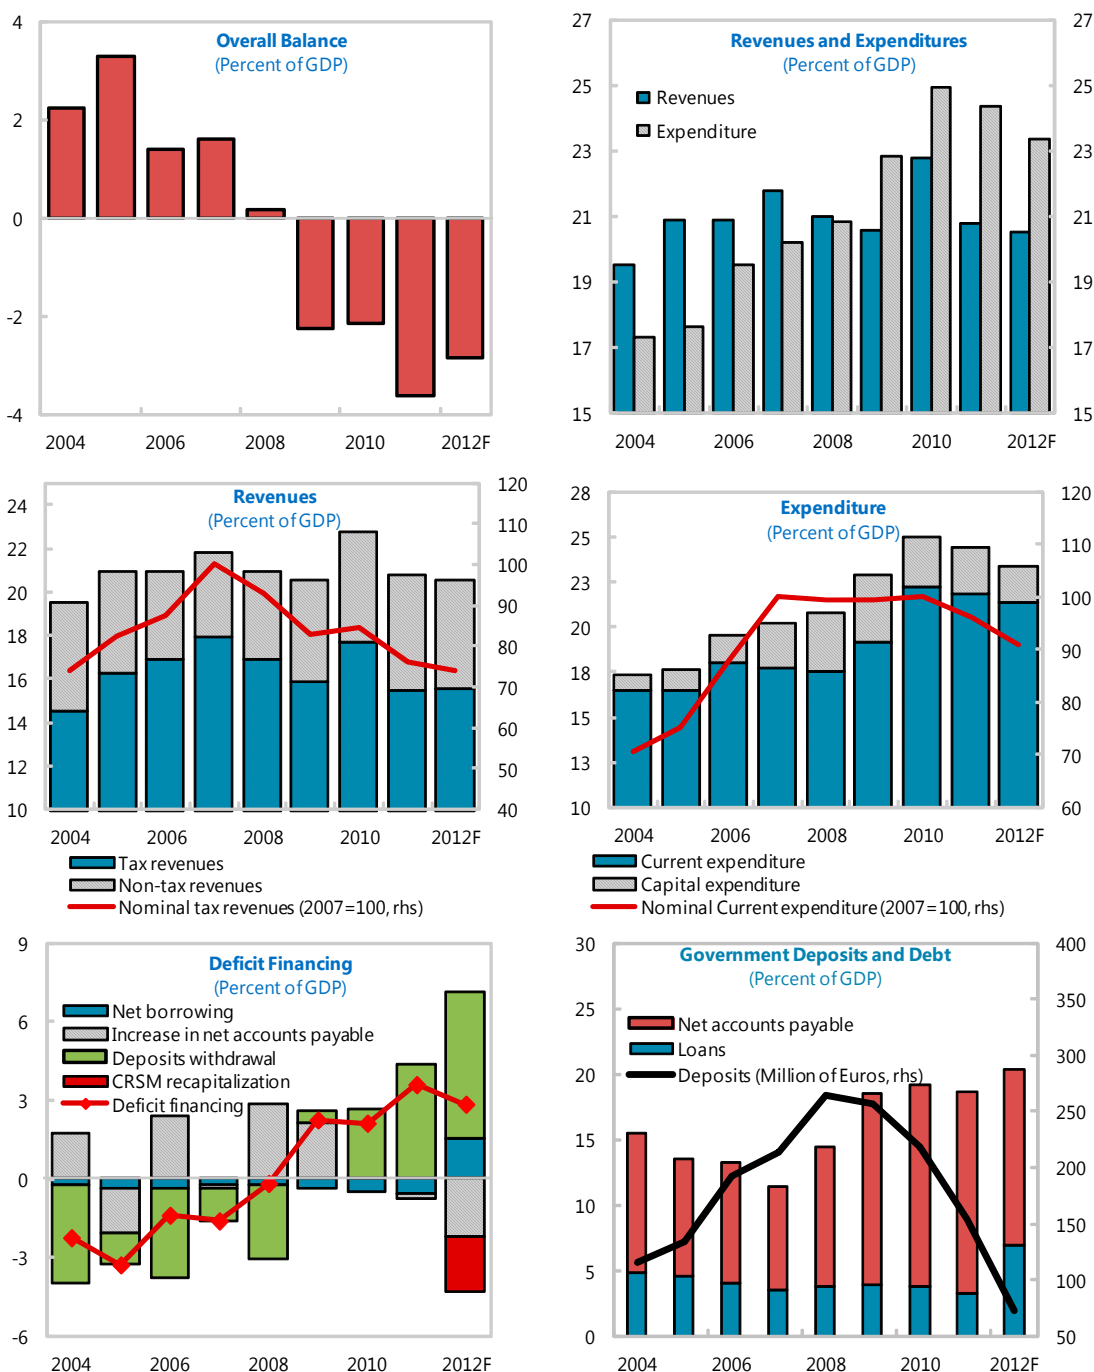 Overall Balance
(Percent of GDP)
4
2
0
-2
-4
2004 2006 2008 2010 2012F
Revenues and Expenditures
(Percent of GDP)
Revenues
Expenditure
27 27
25 25
23 23
21 21
19 19
17 17
15 15
2004 2006 2008 2010 2012F
Revenues
(Percent of GDP)
24
22
20
18
16
14
12
10
120
110
100
90
80
70
60
50
40
2004 2006 2008 2010 2012F
Tax revenues
Non-tax revenues
Nominal tax revenues (2007=100, rhs)
Expenditure
(Percent of GDP)
28
25
23
20
18
15
13
10
120
110
100
90
80
70
60
2004 2006 2008 2010 2012F
Current expenditure
Capital expenditure
Nominal Current expenditure (2007=100, rhs)
Deficit Financing
(Percent of GDP)
Net borrowing
Increase in net accounts payable
Deposits withdrawal
CRSM recapitalization
Deficit financing
9
6
3
0
-3
-6
2004 2006 2008 2010 2012F
Government Deposits and Debt
(Percent of GDP)
Net accounts payable
Loans
Deposits (Million of Euros, rhs)
30
25
20
15
10
5
0
400
350
300
250
200
150
100
50
2004 2006 2008 2010 2012F